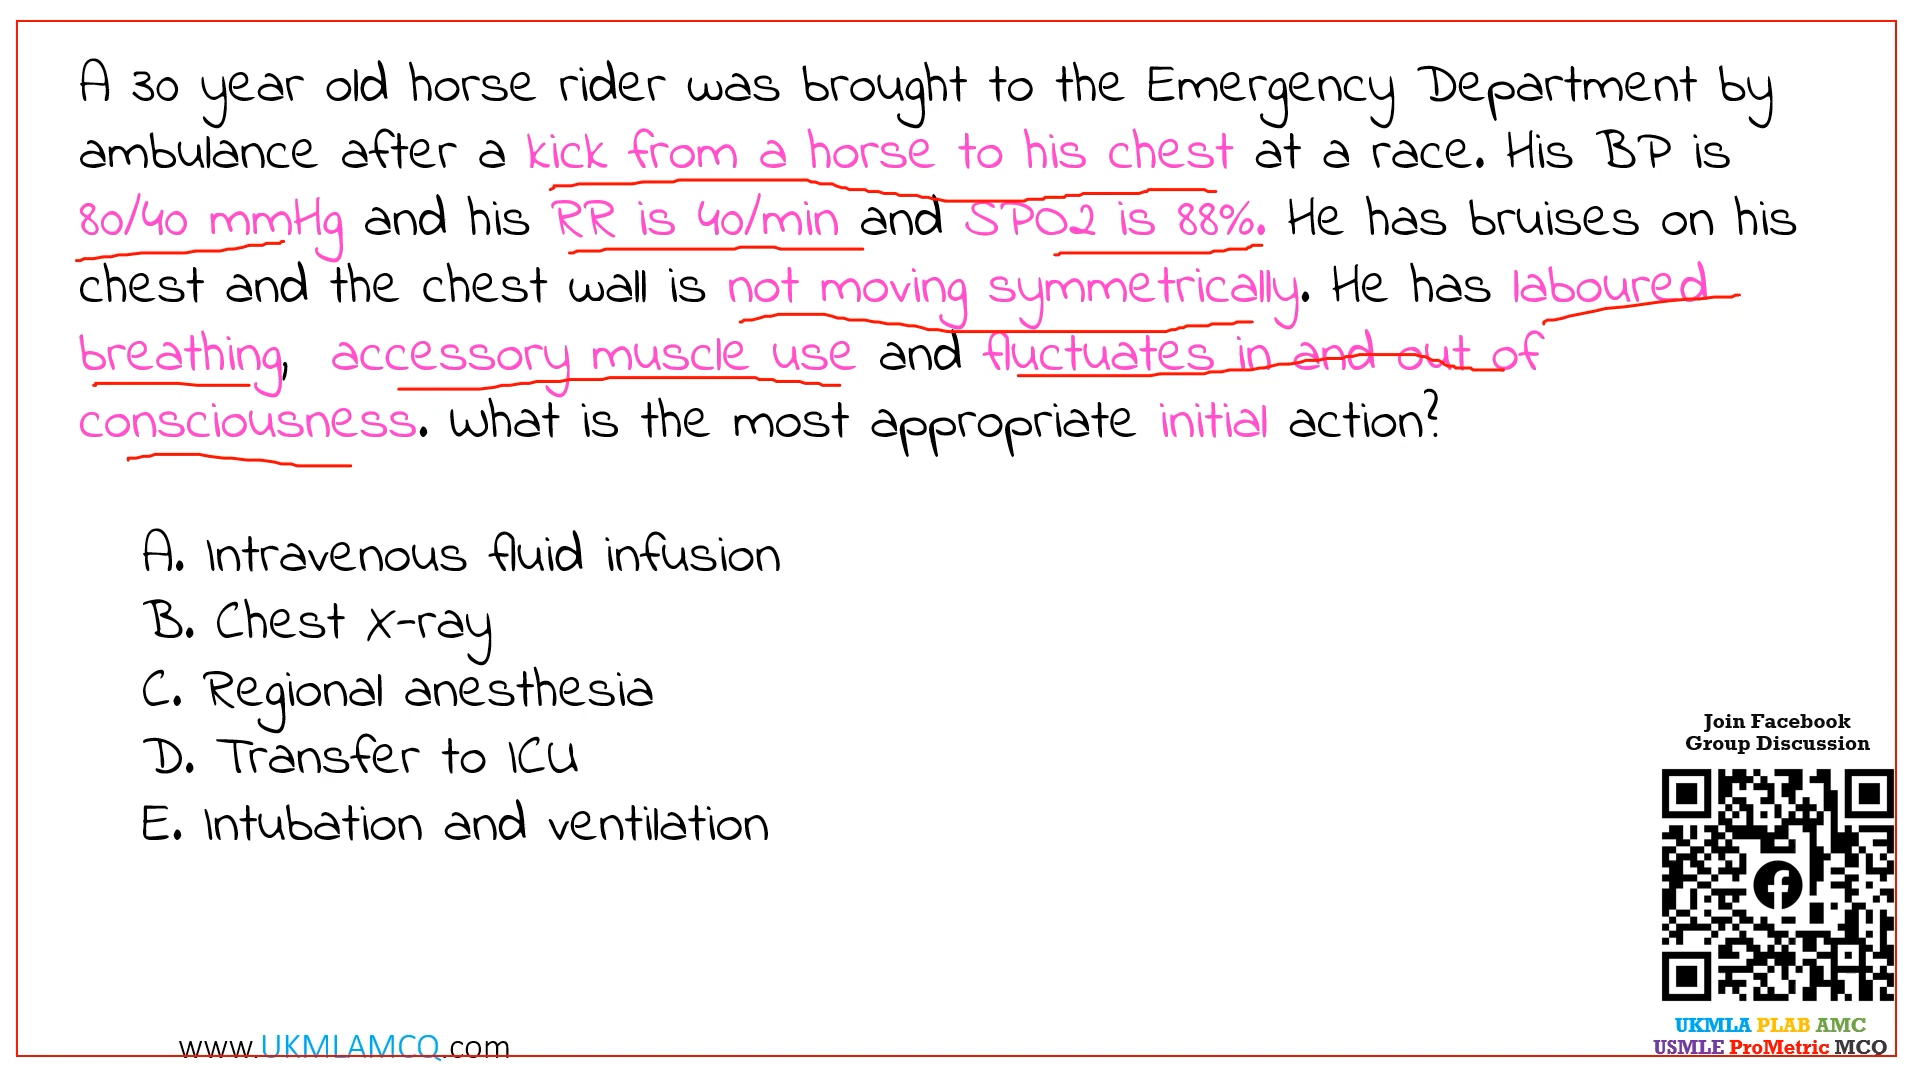 A 30 year old horse rider was brought to the Emergency Department by
ambulance after a kick from a horse to his chest at a race. His BP is
80/40 mmHg and his RR is 40/min and SPO2 is 88%. He has bruises on his
chest and the chest wall is not moving symmetrically. He has laboured
breathing, accessory muscle use and fluctuates in and out of
consciousness. What is the most appropriate initial action?
A. Intravenous fluid infusion
B. Chest X-ray
C. Regional anesthesia
D. Transfer to ICU
E. Intubation and ventilation
Join Facebook
Group Discussion
UKMLA PLAB AMC
USMLE ProMetric MCQ
www.UKMLAMCQ.com